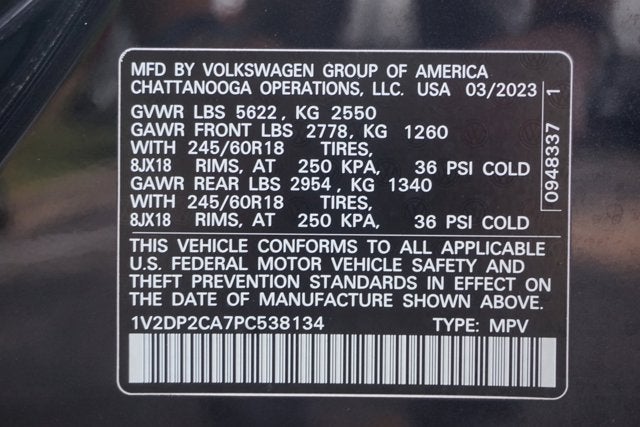 MFD BY VOLKSWAGEN GROUP OF AMERICA
CHATTANOOGA OPERATIONS, LLC. USA 03/2023
GVWR LBS 5622, KG 2550
GAWR FRONT LBS 2778, KG 1260
WITH 245/60R18 TIRES,
8JX18 RIMS, AT 250 KPA, 36 PSI COLD
GAWR REAR LBS 2954, KG 1340
WITH 245/60R18 TIRES,
8JX18 RIMS, AT 250 KPA, 36 PSI COLD
THIS VEHICLE CONFORMS TO ALL APPLICABLE
U.S. FEDERAL MOTOR VEHICLE SAFETY AND
THEFT PREVENTION STANDARDS IN EFFECT ON
THE DATE OF MANUFACTURE SHOWN ABOVE.
1V2DP2CA7PC538134 TYPE: MPV
0948337 1